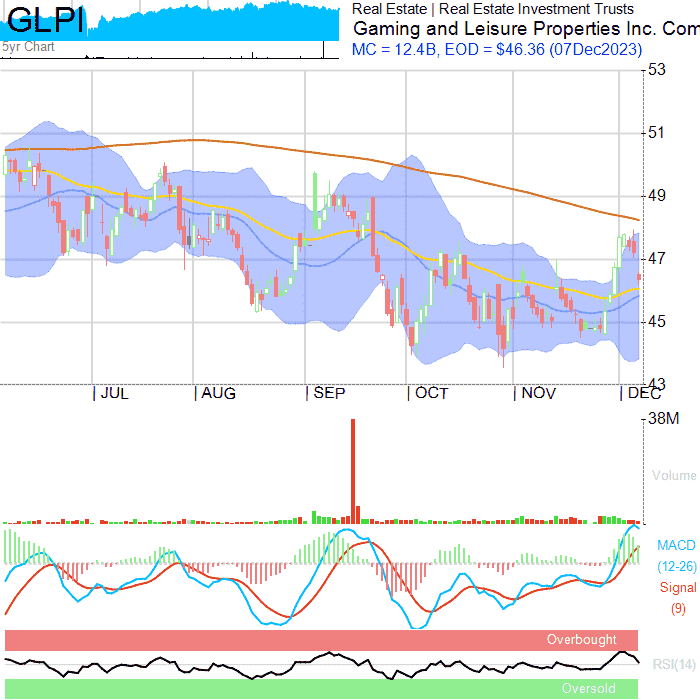 GLPI
5yr Chart
Real Estate | Real Estate Investment Trusts
Gaming and Leisure Properties Inc. Com
MC = 12.4B, EOD = $46.36 (07Dec2023)
53
51
49
47
45
43
JUL AUG SEP OCT NOV DEC
38M
Volume
MACD
(12-26)
Signal
(9)
Overbought
RSI(14)
Oversold